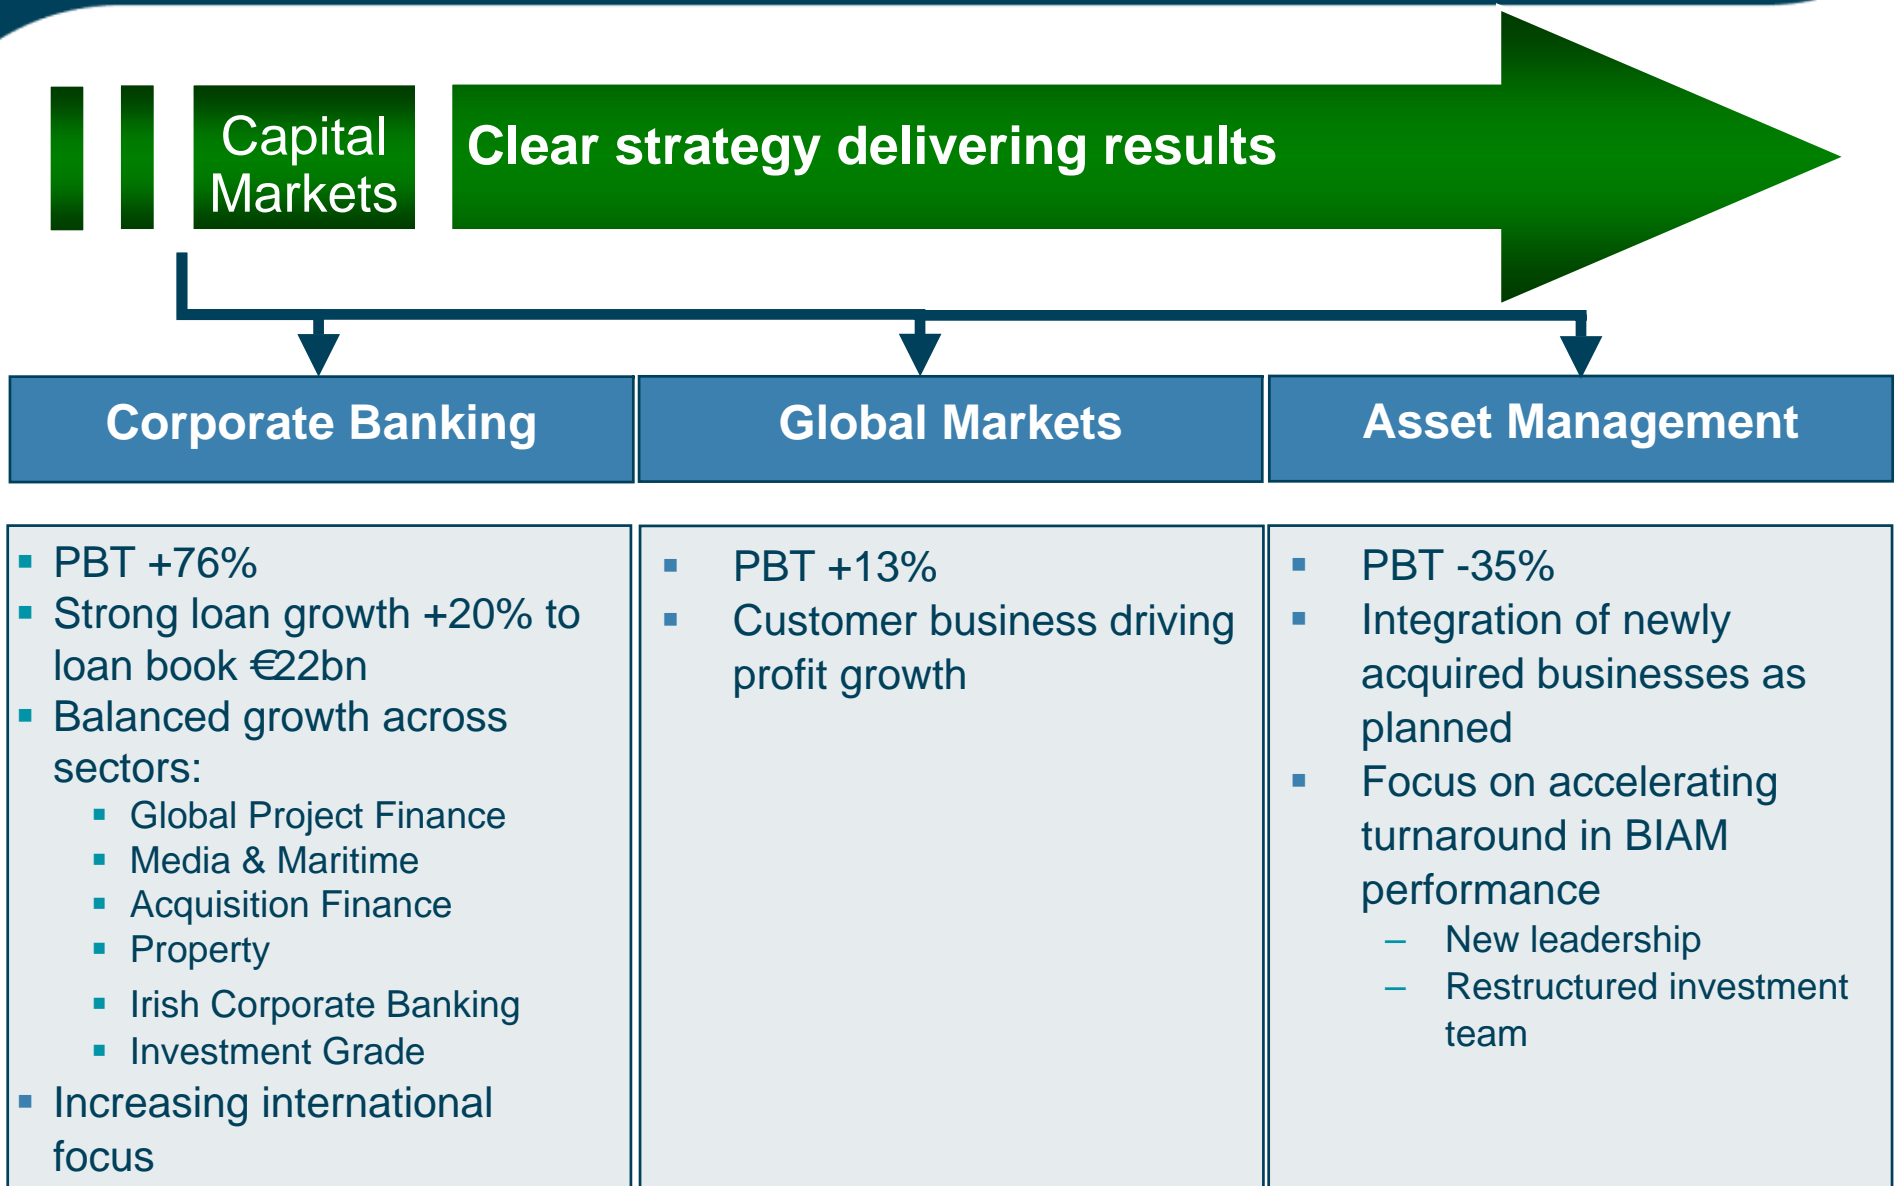 Capital
Markets
Clear strategy delivering results
Corporate Banking
Global Markets
Asset Management
▪ PBT +76%
▪ Strong loan growth +20% to
loan book €22bn
▪ Balanced growth across
sectors:
▪ Global Project Finance
▪ Media & Maritime
▪ Acquisition Finance
▪ Property
▪ Irish Corporate Banking
▪ Investment Grade
▪ Increasing international
focus
▪ PBT +13%
▪ Customer business driving
profit growth
▪ PBT -35%
▪ Integration of newly
acquired businesses as
planned
▪ Focus on accelerating
turnaround in BIAM
performance
– New leadership
– Restructured investment
team